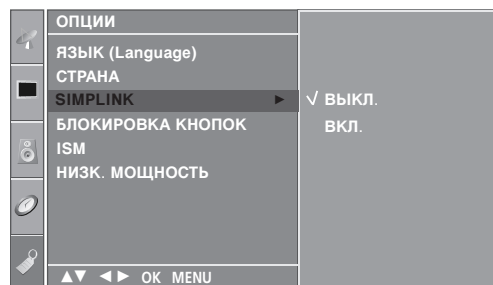 ОПЦИИ
ЯЗЫК (Language)
СТРАНА
SIMPLINK ► √ ВЫКЛ.
БЛОКИРОВКА КНОПОК ВКЛ.
ISM
НИЗК. МОЩНОСТЬ
▲▼ ◄► OK MENU